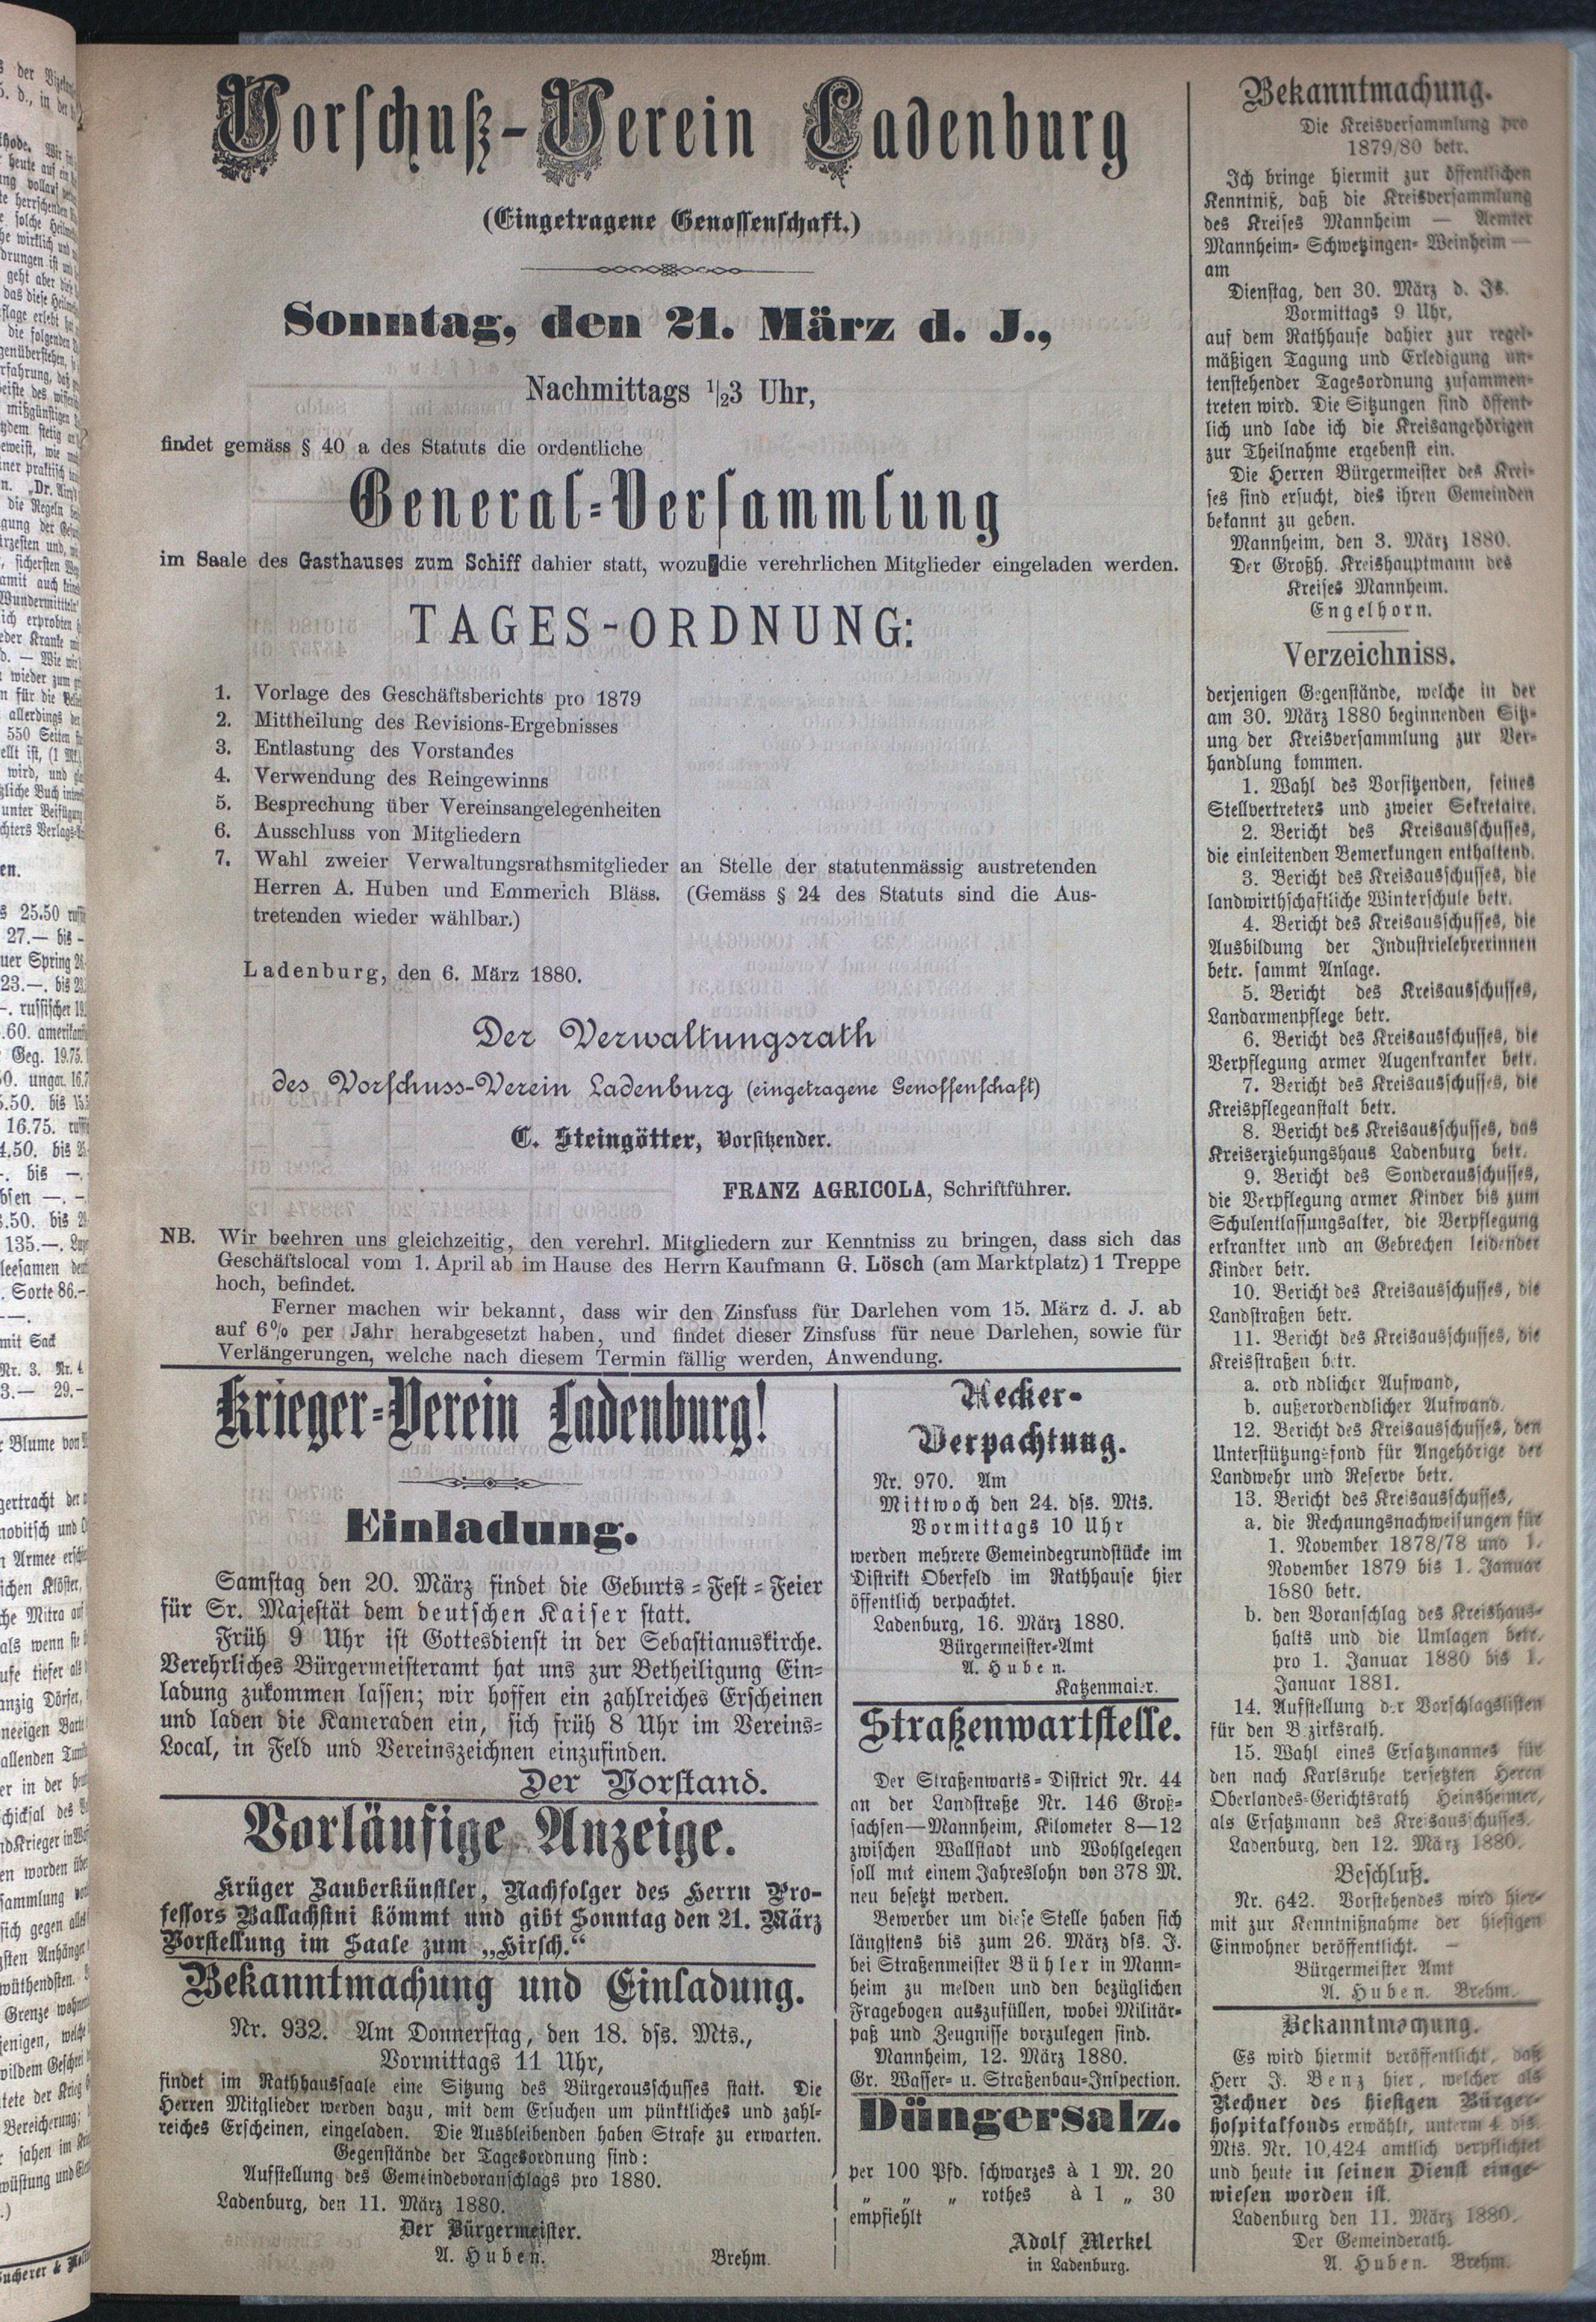 Vorschuß-Verein Ladenburg
(Eingetragene Genossenschaft.)
Sonntag, den 21. März d. J.,
Nachmittags 1/23 Uhr,
findet gemäss § 40 a des Statuts die ordentliche
General-Versammlung
im Saale des Gasthauses zum Schiff dahier statt, wozu die verehrlichen Mitglieder eingeladen werden.
TAGES-ORDNUNG:
1. Vorlage des Geschäftsberichts pro 1879
2. Mittheilung des Revisions-Ergebnisses
3. Entlastung des Vorstandes
4. Verwendung des Reingewinns
5. Besprechung über Vereinsangelegenheiten
6. Ausschluss von Mitgliedern
7. Wahl zweier Verwaltungsrathsmitglieder an Stelle der statutenmässig austretenden
Herren A. Huben und Emmerich Bläss. (Gemäss § 24 des Statuts sind die Aus-
tretenden wieder wählbar.)
Ladenburg, den 6. März 1880.
Der Verwaltungsrath
des Vorschuss-Verein Ladenburg (eingetragene Genossenschaft)
C. Steingötter, Vorsitzender.
FRANZ AGRICOLA, Schriftführer.
NB. Wir beehren uns gleichzeitig, den verehrl. Mitgliedern zur Kenntniss zu bringen, dass sich das
Geschäftslocal vom 1. April ab im Hause des Herrn Kaufmann G. Lösch (am Marktplatz) 1 Treppe
hoch, befindet.
Ferner machen wir bekannt, dass wir den Zinsfuss für Darlehen vom 15. März d. J. ab
auf 6% per Jahr herabgesetzt haben, und findet dieser Zinsfuss für neue Darlehen, sowie für
Verlängerungen, welche nach diesem Termin fällig werden, Anwendung.
Krieger-Verein Ladenburg!
Einladung.
Samstag den 20. März findet die Geburts-Fest-Feier
für Sr. Majestät dem deutschen Kaiser statt.
Früh 9 Uhr ist Gottesdienst in der Sebastianuskirche.
Verehrliches Bürgermeisteramt hat uns zur Betheiligung Ein-
ladung zukommen lassen; wir hoffen ein zahlreiches Erscheinen
und laden die Kameraden ein, sich früh 8 Uhr im Vereins-
Local, in Feld und Vereinszeichnen einzufinden.
Der Vorstand.
Vorläufige Anzeige.
Krüger Zauberkünstler, Nachfolger des Herrn Pro-
fessors Ballachini kömmt und gibt Sonntag den 21. März
Vorstellung im Saale zum „Hirsch.“
Bekanntmachung und Einladung.
Nr. 932. Am Donnerstag, den 18. dss. Mts.,
Vormittags 11 Uhr,
findet im Rathhaussaale eine Sitzung des Bürgerausschusses statt. Die
Herren Mitglieder werden dazu, mit dem Ersuchen um pünktliches und zahl-
reiches Erscheinen, eingeladen. Die Ausbleibenden haben Strafe zu erwarten.
Gegenstände der Tagesordnung sind:
Aufstellung des Gemeindevoranschlags pro 1880.
Ladenburg, den 11. März 1880.
Der Bürgermeister.
A. Huben. Brehm.
Aecker-
Verpachtung.
Nr. 970. Am
Mittwoch den 24. dss. Mts.
Vormittags 10 Uhr
werden mehrere Gemeindegrundstücke im
Distrikt Oberfeld im Rathhause hier
öffentlich verpachtet.
Ladenburg, 16. März 1880.
Bürgermeister-Amt
A. Huben.
Katzenmaier.
Straßenwartstelle.
Der Straßenwarts-District Nr. 44
an der Landstraße Nr. 146 Groß-
sachsen—Mannheim, Kilometer 8—12
zwischen Wallstadt und Wohlgelegen
soll mit einem Jahreslohn von 378 M.
neu besetzt werden.
Bewerber um diese Stelle haben sich
längstens bis zum 26. März dss. J.
bei Straßenmeister Bühler in Mann-
heim zu melden und den bezüglichen
Fragebogen auszufüllen, wobei Militär-
paß und Zeugnisse vorzulegen sind.
Mannheim, 12. März 1880.
Gr. Wasser- u. Straßenbau-Inspection.
Düngersalz.
per 100 Pfd. schwarzes à 1 M. 20
„ „ „ rothes à 1 „ 30
empfiehlt
Adolf Merkel
in Ladenburg.
Bekanntmachung.
Die Kreisversammlung pro
1879/80 betr.
Ich bringe hiermit zur öffentlichen
Kenntniß, daß die Kreisversammlung
des Kreises Mannheim — Aemter
Mannheim- Schwetzingen- Weinheim —
am
Dienstag, den 30. März d. Js.
Vormittags 9 Uhr,
auf dem Rathhause dahier zur regel-
mäßigen Tagung und Erledigung un-
tenstehender Tagesordnung zusammen-
treten wird. Die Sitzungen sind öffent-
lich und lade ich die Kreisangehörigen
zur Theilnahme ergebenst ein.
Die Herren Bürgermeister des Krei-
ses sind ersucht, dies ihren Gemeinden
bekannt zu geben.
Mannheim, den 3. März 1880.
Der Großh. Kreishauptmann des
Kreises Mannheim.
Engelhorn.
Verzeichniss.
derjenigen Gegenstände, welche in der
am 30. März 1880 beginnenden Sitz-
ung der Kreisversammlung zur Ver-
handlung kommen.
1. Wahl des Vorsitzenden, seines
Stellvertreters und zweier Sekretaire.
2. Bericht des Kreisausschusses,
die einleitenden Bemerkungen enthaltend.
3. Bericht des Kreisausschusses, die
landwirthschaftliche Winterschule betr.
4. Bericht des Kreisausschusses, die
Ausbildung der Industrielehrerinnen
betr. sammt Anlage.
5. Bericht des Kreisausschusses,
Landarmenpflege betr.
6. Bericht des Kreisausschusses, die
Verpflegung armer Augenkranker betr.
7. Bericht des Kreisausschusses, die
Kreispflegeanstalt betr.
8. Bericht des Kreisausschusses, das
Kreiserziehungshaus Ladenburg betr.
9. Bericht des Sonderausschusses,
die Verpflegung armer Kinder bis zum
Schulentlassungsalter, die Verpflegung
erkrankter und an Gebrechen leidender
Kinder betr.
10. Bericht des Kreisausschusses, die
Landstraßen betr.
11. Bericht des Kreisausschusses, die
Kreisstraßen betr.
a. ordendlicher Aufwand,
b. außerordendlicher Aufwand.
12. Bericht des Kreisausschusses, den
Unterstützungsfond für Angehörige der
Landwehr und Reserve betr.
13. Bericht des Kreisausschusses,
a. die Rechnungsnachweisungen für
1. November 1878/78 und 1.
November 1879 bis 1. Januar
1880 betr.
b. den Voranschlag des Kreishaus-
halts und die Umlagen betr.
pro 1. Januar 1880 bis 1.
Januar 1881.
14. Aufstellung der Vorschlagslisten
für den Bezirksrath.
15. Wahl eines Ersatzmannes für
den nach Karlsruhe versetzten Herrn
Oberlandes-Gerichtsrath Heinsheimer,
als Ersatzmann des Kreisausschusses.
Ladenburg, den 12. März 1880.
Beschluß.
Nr. 642. Vorstehendes wird hier-
mit zur Kenntnißnahme der hiesigen
Einwohner veröffentlicht. —
Bürgermeister Amt
A. Huben. Brehm.
Bekanntmachung.
Es wird hiermit veröffentlicht, daß
Herr J. Benz hier, welcher als
Rechner des hiesigen Bürger-
hospitalfonds erwählt, unterm 4. dss.
Mts. Nr. 10,424 amtlich verpflichtet
und heute in seinen Dienst einge-
wiesen worden ist.
Ladenburg den 11. März 1880.
Der Gemeinderath.
A. Huben. Brehm.